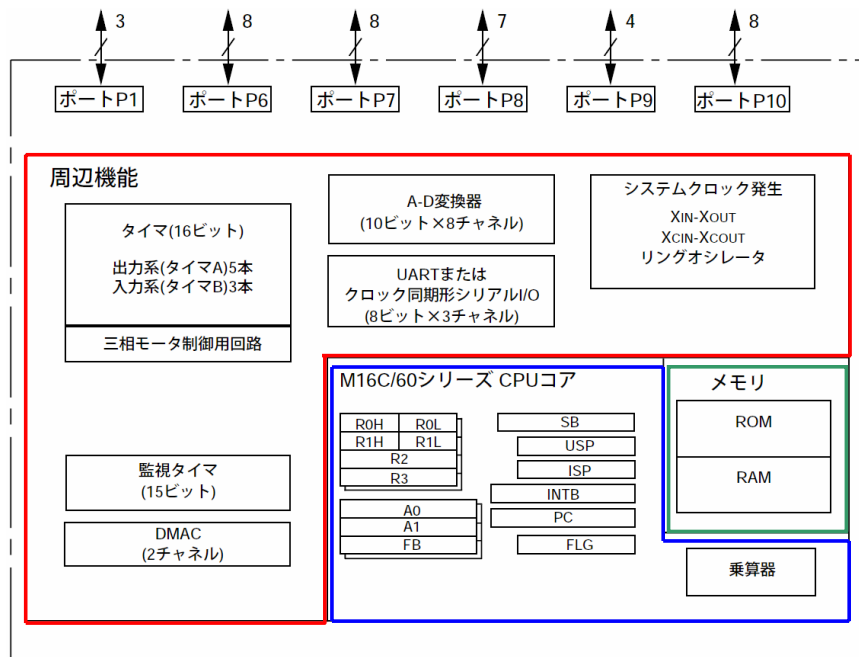 3 8 8 7 4 8
ポートP1 ポートP6 ポートP7 ポートP8 ポートP9 ポートP10
周辺機能
タイマ(16ビット)
出力系(タイマA)5本
入力系(タイマB)3本
三相モータ制御用回路
A-D変換器
(10ビット×8チャネル)
UARTまたは
クロック同期形シリアルI/O
(8ビット×3チャネル)
システムクロック発生
XIN-XOUT
XCIN-XCOUT
リングオシレータ
監視タイマ
(15ビット)
DMAC
(2チャネル)
M16C/60シリーズ CPUコア
R0H R0L
R1H R1L
R2
R3
A0
A1
FB
SB
USP
ISP
INTB
PC
FLG
メモリ
ROM
RAM
乗算器